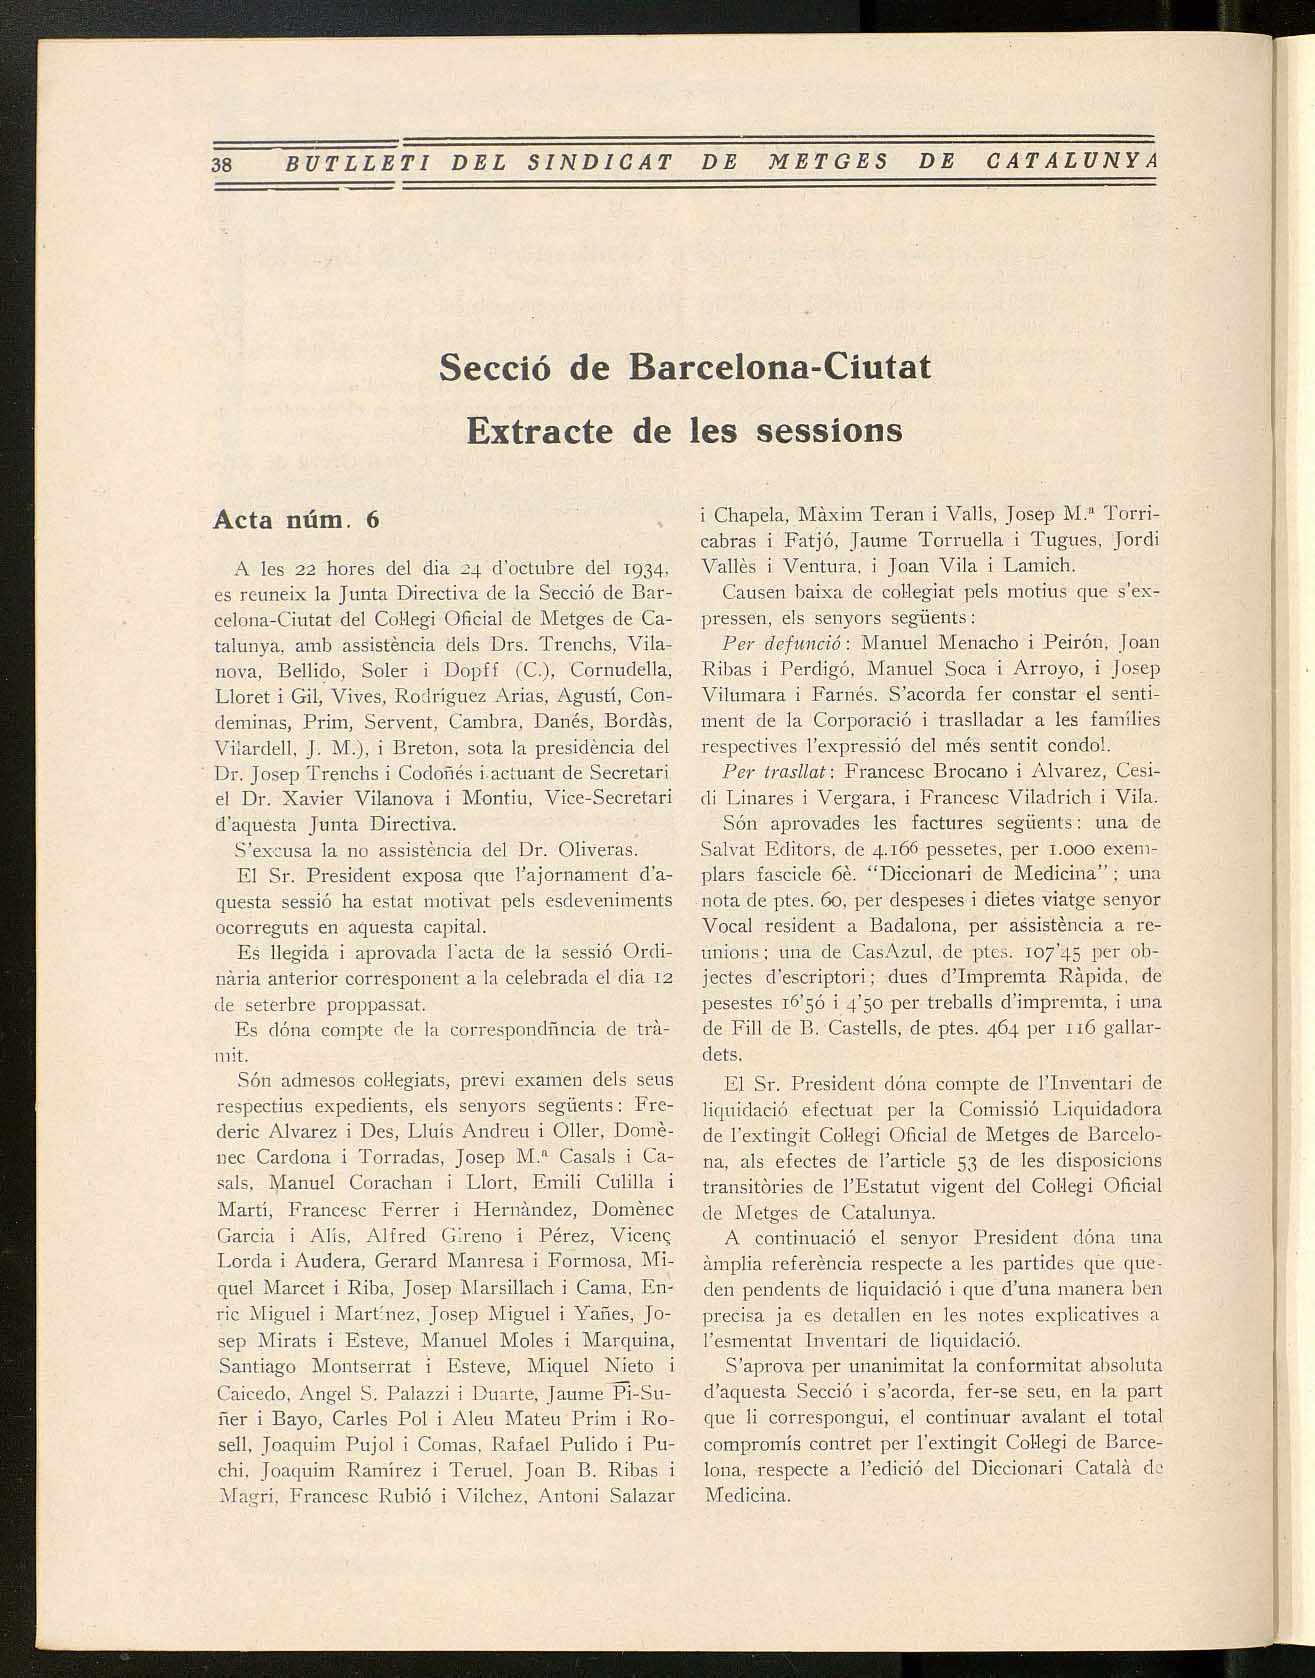 38 BUTLLETI DEL SINDICAT DE METGES DE CATALUNYA
Secció de Barcelona-Ciutat
Extracte de les sessions
Acta núm. 6
A les 22 hores del dia 24 d'octubre del 1934,
es reuneix la Junta Directiva de la Secció de Bar-
celona-Ciutat del Col·legi Oficial de Metges de Ca-
talunya, amb assistència dels Drs. Trenchs, Vila-
nova, Bellido, Soler i Dopff (C.), Cornudella,
Lloret i Gil, Vives, Rodríguez Arias, Agustí, Con-
deminas, Prim, Servent, Cambra, Danés, Bordàs,
Vilardell, J. M.), i Breton, sota la presidència del
Dr. Josep Trenchs i Codoñés i actuant de Secretari
el Dr. Xavier Vilanova i Montiu, Vice-Secretari
d'aquesta Junta Directiva.
S'excusa la no assistència del Dr. Oliveras.
El Sr. President exposa que l'ajornament d'a-
questa sessió ha estat motivat pels esdeveniments
ocorreguts en aquesta capital.
Es llegida i aprovada l'acta de la sessió Ordi-
nària anterior corresponent a la celebrada el dia 12
de seterbre proppassat.
Es dóna compte de la correspondñncia de trà-
mit.
Són admesos col·legiats, previ examen dels seus
respectius expedients, els senyors següents: Fre-
deric Alvarez i Des, Lluís Andreu i Oller, Domè-
nec Cardona i Torradas, Josep M.ª Casals i Ca-
sals, Manuel Corachan i Llort, Emili Culilla i
Martí, Francesc Ferrer i Hernàndez, Domènec
Garcia i Alís, Alfred Gireno i Pérez, Vicenç
Lorda i Audera, Gerard Manresa i Formosa, Mi-
quel Marcet i Riba, Josep Marsillach i Cama, En-
ric Miguel i Martínez, Josep Miguel i Yañes, Jo-
sep Mirats i Esteve, Manuel Moles i Marquina,
Santiago Montserrat i Esteve, Miquel Nieto i
Caicedo, Angel S. Palazzi i Duarte, Jaume Pi-Su-
ñer i Bayo, Carles Pol i Aleu Mateu Prim i Ro-
sell, Joaquim Pujol i Comas, Rafael Pulido i Pu-
chi, Joaquim Ramírez i Teruel, Joan B. Ribas i
Magri, Francesc Rubió i Vilchez, Antoni Salazar
i Chapela, Màxim Teran i Valls, Josep M.ª Torri-
cabras i Fatjó, Jaume Torruella i Tugues, Jordi
Vallès i Ventura, i Joan Vila i Lamich.
Causen baixa de col·legiat pels motius que s'ex-
pressen, els senyors següents:
Per defunció: Manuel Menacho i Peirón, Joan
Ribas i Perdigó, Manuel Soca i Arroyo, i Josep
Vilumara i Farnés. S'acorda fer constar el senti-
ment de la Corporació i traslladar a les famílies
respectives l'expressió del més sentit condol.
Per trasllat: Francesc Brocano i Alvarez, Cesi-
di Linares i Vergara, i Francesc Viladrich i Vila.
Són aprovades les factures següents: una de
Salvat Editors, de 4.166 pessetes, per 1.000 exem-
plars fascicle 6è. "Diccionari de Medicina"; una
nota de ptes. 60, per despeses i dietes viatge senyor
Vocal resident a Badalona, per assistència a re-
unions; una de CasAzul, de ptes. 107'45 per ob-
jectes d'escriptori; dues d'Impremta Ràpida, de
pesestes 16'50 i 4'50 per treballs d'impremta, i una
de Fill de B. Castells, de ptes. 464 per 116 gallar-
dets.
El Sr. President dóna compte de l'Inventari de
liquidació efectuat per la Comissió Liquidadora
de l'extingit Col·legi Oficial de Metges de Barcelo-
na, als efectes de l'article 53 de les disposicions
transitòries de l'Estatut vigent del Col·legi Oficial
de Metges de Catalunya.
A continuació el senyor President dóna una
àmplia referència respecte a les partides que que-
den pendents de liquidació i que d'una manera ben
precisa ja es detallen en les notes explicatives a
l'esmentat Inventari de liquidació.
S'aprova per unanimitat la conformitat absoluta
d'aquesta Secció i s'acorda, fer-se seu, en la part
que li correspongui, el continuar avalant el total
compromís contret per l'extingit Col·legi de Barce-
lona, respecte a l'edició del Diccionari Català de
Medicina.